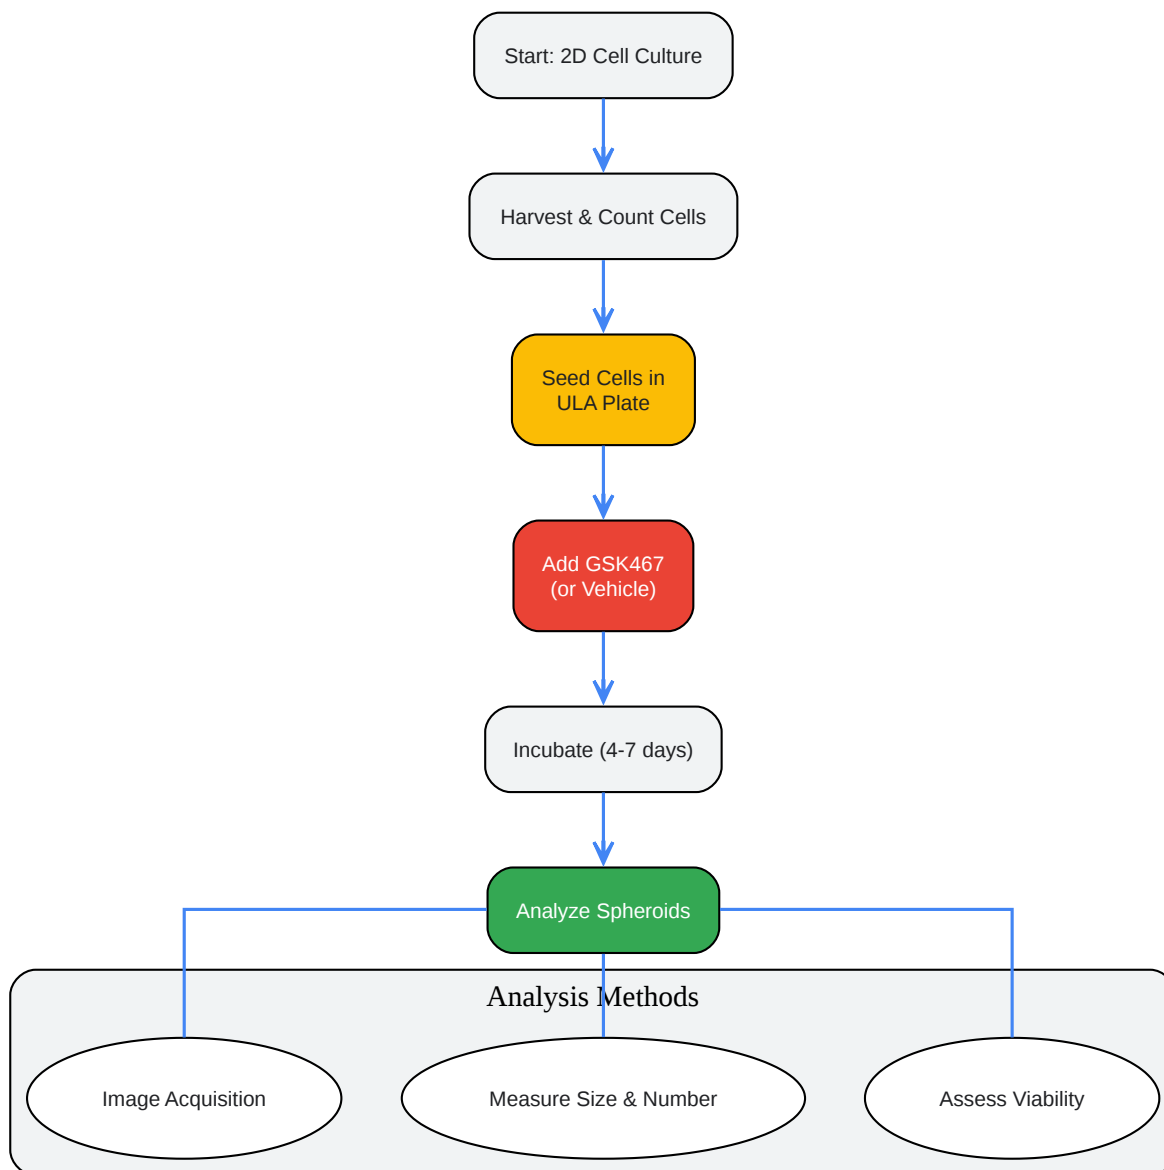 Start: 2D Cell Culture
Harvest & Count Cells
Seed Cells in
ULA Plate
Add GSK467
(or Vehicle)
Incubate (4-7 days)
Analyze Spheroids
Analysis Methods
Image Acquisition
Measure Size & Number
Assess Viability